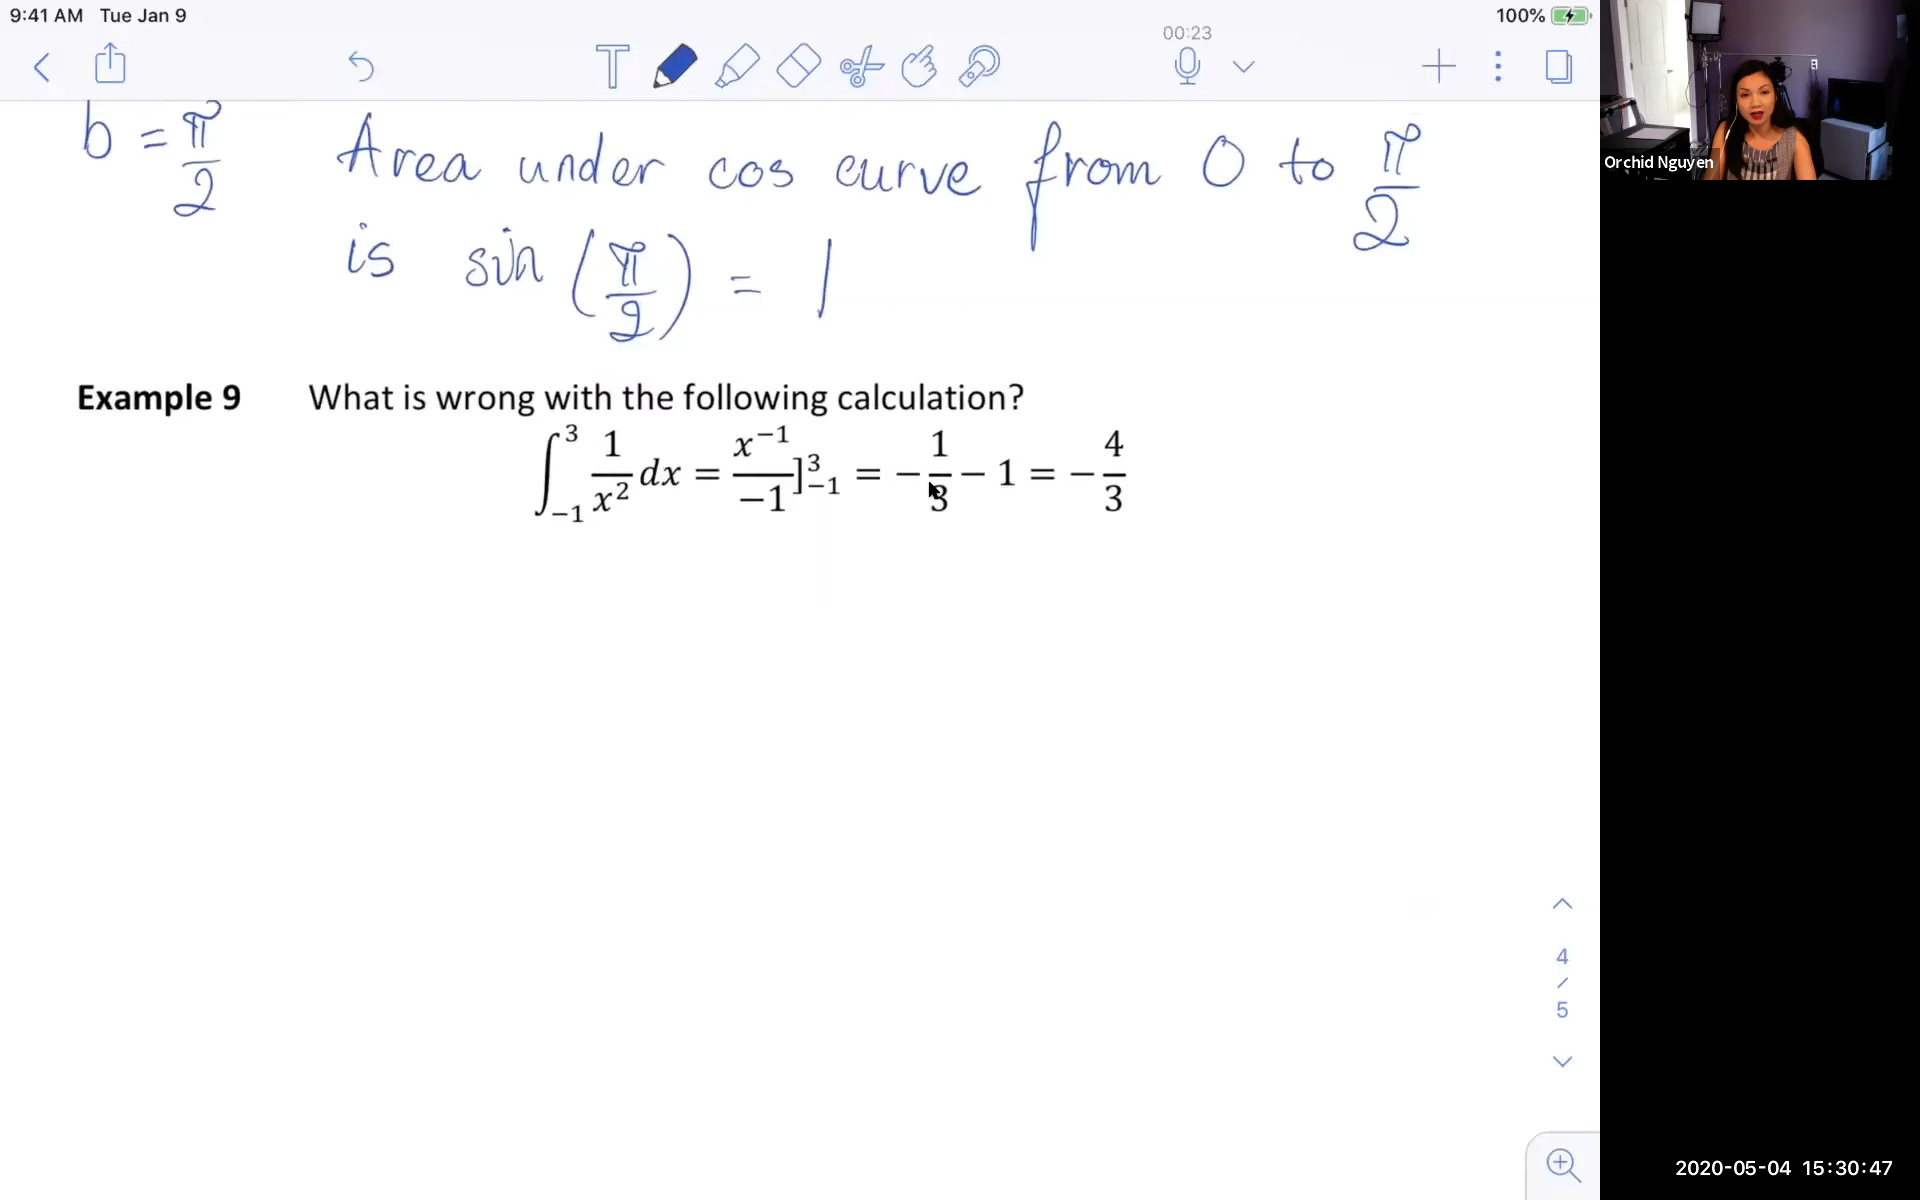 9:41 AM Tue Jan 9
100%
00:23
T
b = π/2 Area under cos curve from 0 to π/2
is sin (π/2) = 1
Example 9 What is wrong with the following calculation?
∫_{-1}^{3} 1/x² dx = x^{-1}/-1 ]_{-1}^{3} = -1/3 - 1 = -4/3
4
/
5
Orchid Nguyen
2020-05-04 15:30:47